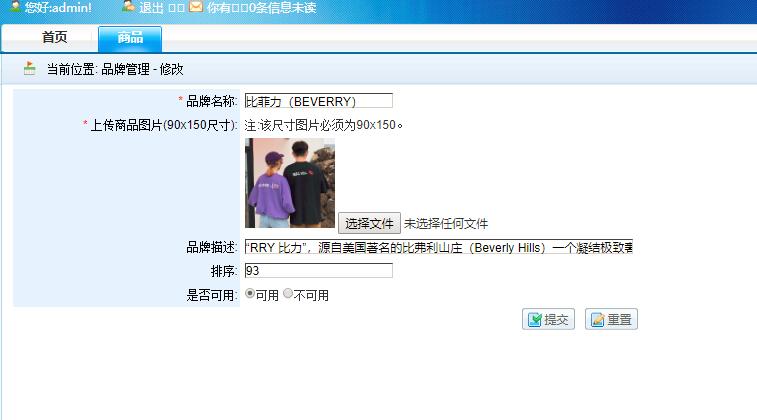 您好:admin! 退出 你有0条信息未读
首页 商品
当前位置: 品牌管理 - 修改
* 品牌名称: 比菲力（BEVERRY）
* 上传商品图片(90x150尺寸): 注:该尺寸图片必须为90x150。
选择文件 未选择任何文件
品牌描述: “RRY 比力”，源自美国著名的比弗利山庄（Beverly Hills）一个凝结极致奢
排序: 93
是否可用: 可用 不可用
提交 重置